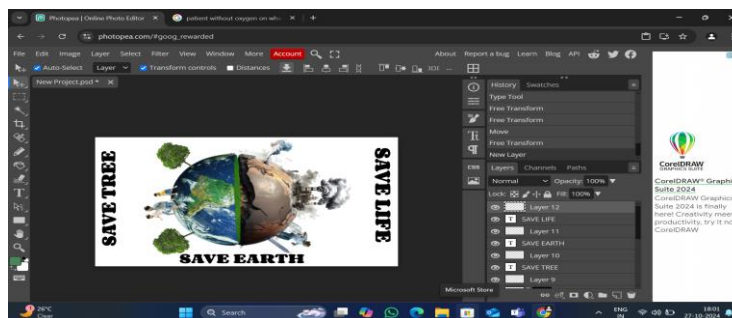 Photopea | Online Photo Editor
patient without oxygen on whe
photopea.com/#goog_rewarded
File Edit Image Layer Select Filter View Window More Account
About Report a bug Learn Blog API
Auto-Select Layer Transform controls Distances
New Project.psd *
History Swatches
Type Tool
Free Transform
Free Transform
Move
Free Transform
New Layer
CSS
Layers Channels Paths
Normal Opacity: 100%
Lock: Fill: 100%
Layer 12
SAVE LIFE
Layer 11
SAVE EARTH
Layer 10
SAVE TREE
Layer 9
SAVE TREE
SAVE EARTH
SAVE LIFE
CorelDRAW
GRAPHICS SUITE
CorelDRAW® Graphi
Suite 2024
CorelDRAW Graphics
Suite 2024 is finally
here! Creativity mee
productivity, try it no
CorelDRAW
Microsoft Store
26°C
Clear
Search
ENG
IN
18:01
27-10-2024